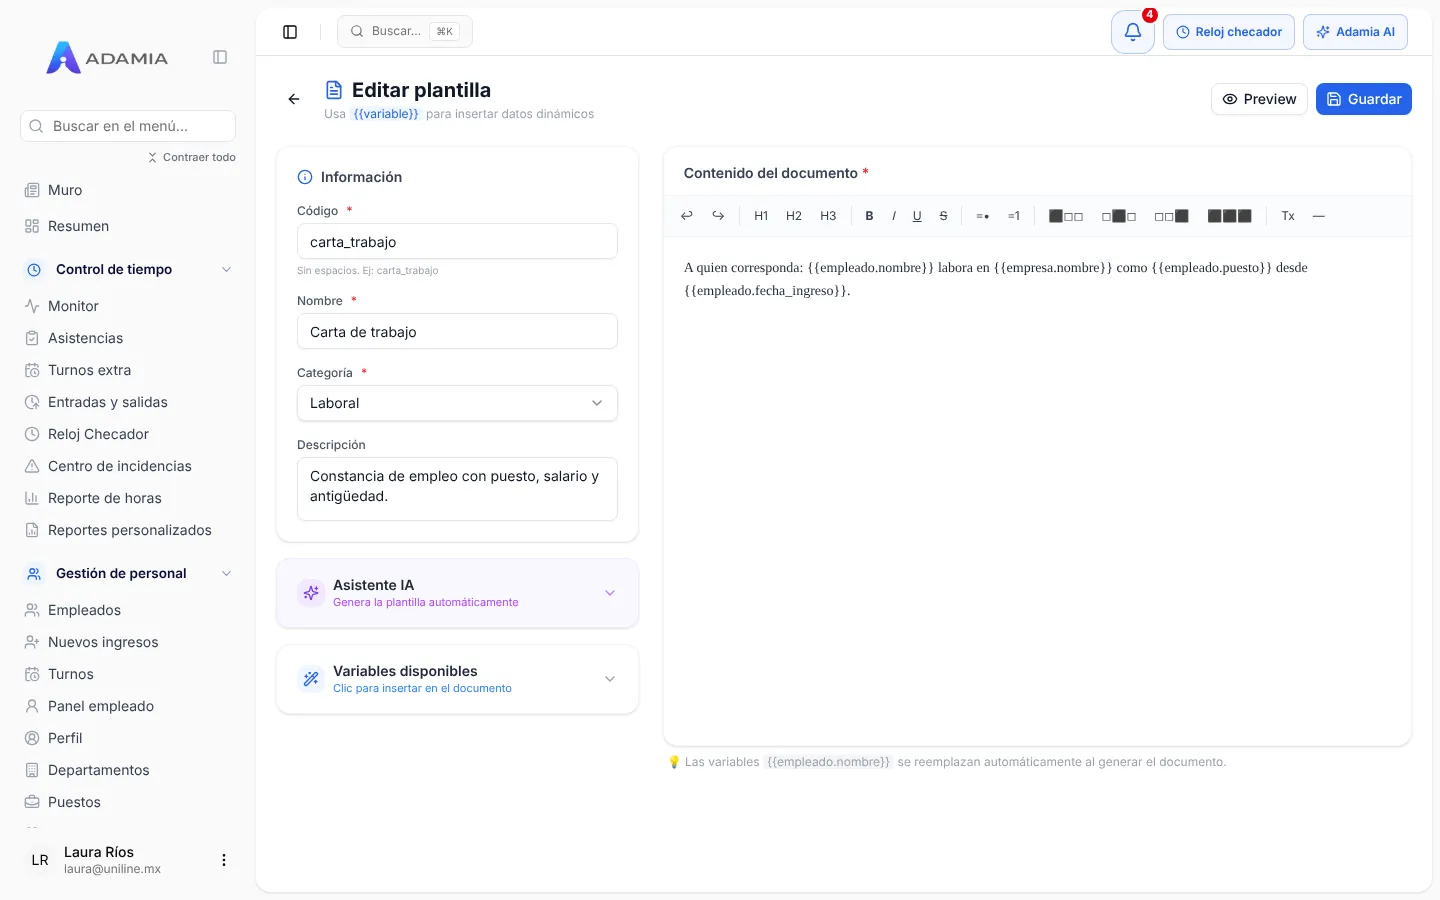 ADAMIA
Buscar en el menú...
Contraer todo
Muro
Resumen
Control de tiempo
Monitor
Asistencias
Turnos extra
Entradas y salidas
Reloj Checador
Centro de incidencias
Reporte de horas
Reportes personalizados
Gestión de personal
Empleados
Nuevos ingresos
Turnos
Panel empleado
Perfil
Departamentos
Puestos
LR
Laura Ríos
laura@uniline.mx
Buscar... ⌘K
4
Reloj checador
Adamia AI
Editar plantilla
Usa {{variable}} para insertar datos dinámicos
Preview
Guardar
Información
Código *
carta_trabajo
Sin espacios. Ej: carta_trabajo
Nombre *
Carta de trabajo
Categoría *
Laboral
Descripción
Constancia de empleo con puesto, salario y
antigüedad.
Asistente IA
Genera la plantilla automáticamente
Variables disponibles
Clic para insertar en el documento
Contenido del documento *
↩ ↪ H1 H2 H3 B I U S =• =1 ⬛◻◻ ◻⬛◻ ◻◻⬛ ⬛⬛⬛ Tx —
A quien corresponda: {{empleado.nombre}} labora en {{empresa.nombre}} como {{empleado.puesto}} desde
{{empleado.fecha_ingreso}}.
💡 Las variables {{empleado.nombre}} se reemplazan automáticamente al generar el documento.